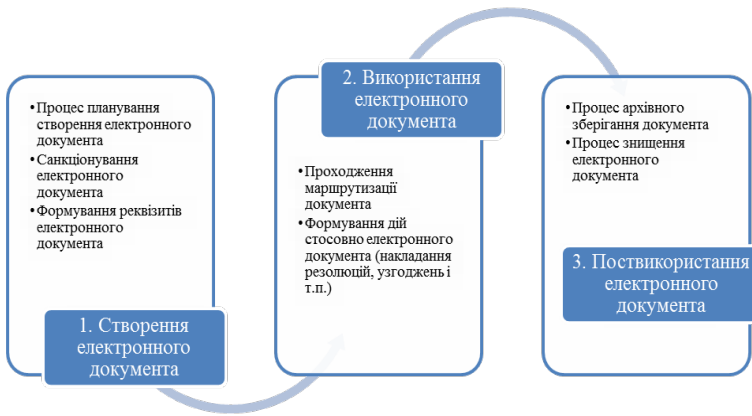 •Процес планування
створення електронного
документа
•Санкціонування
електронного
документа
•Формування реквізитів
електронного
документа
1. Створення
електронного
документа
2. Використання
електронного
документа
•Проходження
маршрутизації
документа
•Формування дій
стосовно електронного
документа (накладання
резолюцій, узгоджень і
т.п.)
•Процес архівного
зберігання документа
•Процес знищення
електронного
документа
3. Поствикористання
електронного
документа